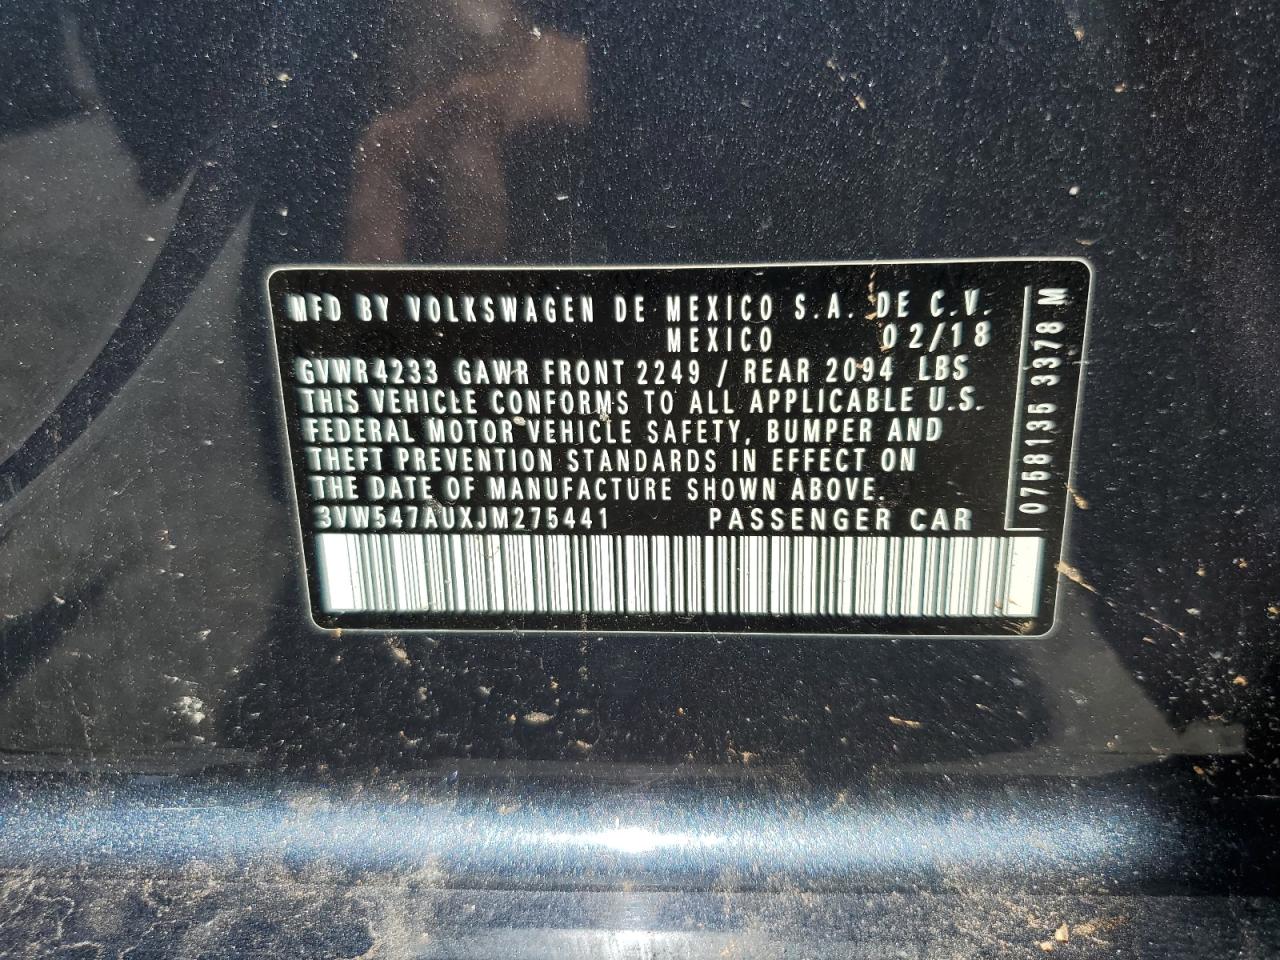 MFD BY VOLKSWAGEN DE MEXICO S.A. DE C.V.
MEXICO 02/18
GVWR 4233 GAWR FRONT 2249 / REAR 2094 LBS
THIS VEHICLE CONFORMS TO ALL APPLICABLE U.S.
FEDERAL MOTOR VEHICLE SAFETY, BUMPER AND
THEFT PREVENTION STANDARDS IN EFFECT ON
THE DATE OF MANUFACTURE SHOWN ABOVE.
3VW547AUXJM275441 PASSENGER CAR
0758135 3378 M